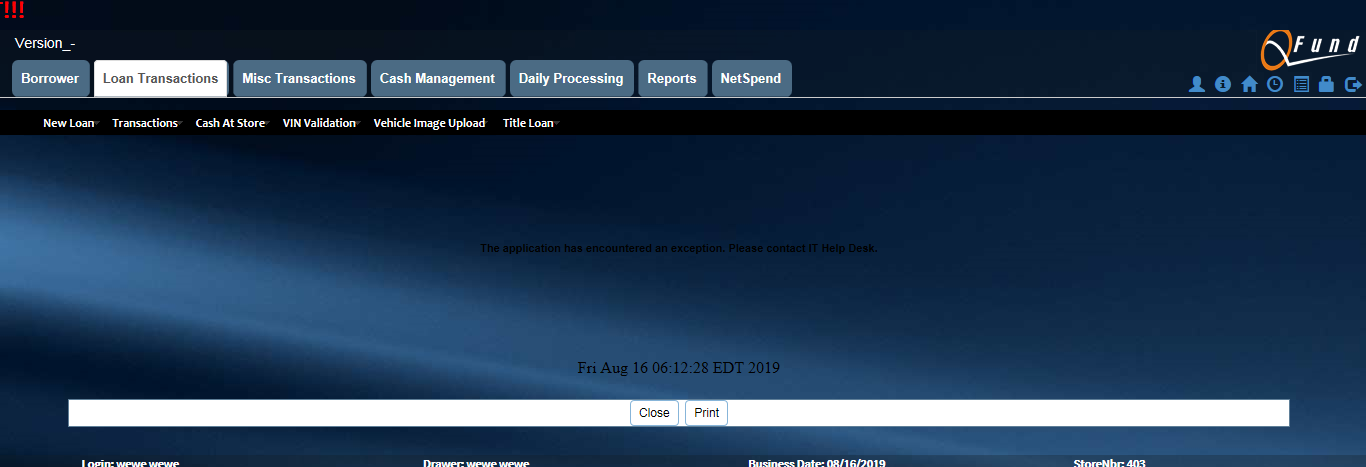 !!!
Version_-
QFund
Borrower Loan Transactions Misc Transactions Cash Management Daily Processing Reports NetSpend
New Loan Transactions Cash At Store VIN Validation Vehicle Image Upload Title Loan
The application has encountered an exception. Please contact IT Help Desk.
Fri Aug 16 06:12:28 EDT 2019
Close Print
Login: wewe wewe Drawer: wewe wewe Business Date: 08/16/2019 StoreNbr: 403